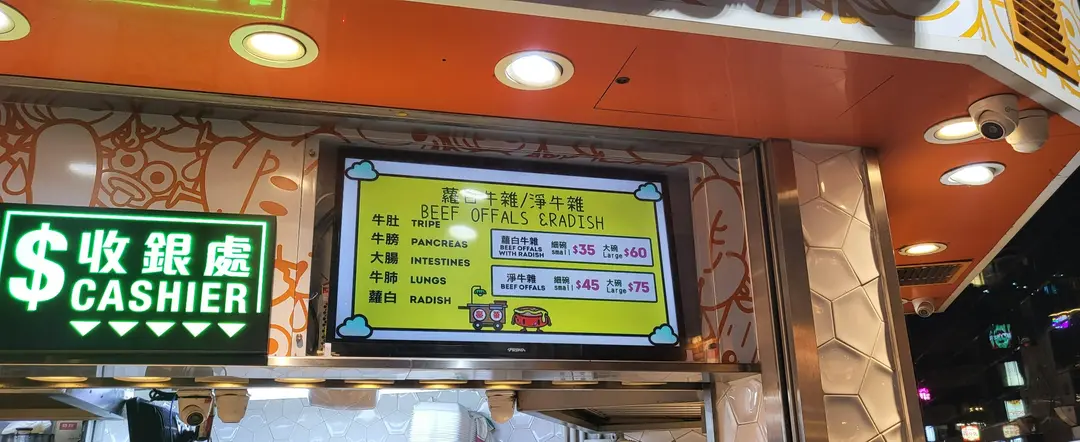 $ 收銀處
CASHIER
蘿白牛雜/淨牛雜
BEEF OFFALS &RADISH
牛肚 TRIPE
牛膀 PANCREAS
大腸 INTESTINES
牛肺 LUNGS
蘿白 RADISH
蘿白牛雜
BEEF OFFALS
WITH RADISH
細碗
small $35
大碗
Large $60
淨牛雜
BEEF OFFALS
細碗
small $45
大碗
Large $75